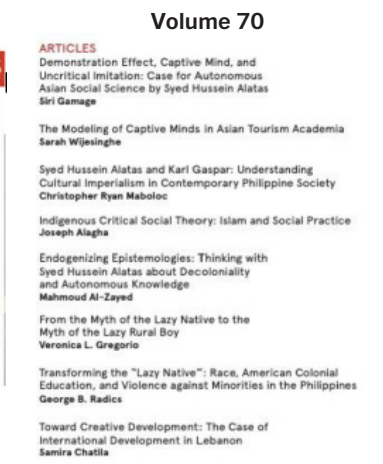 Volume 70
ARTICLES
Demonstration Effect, Captive Mind, and
Uncritical Imitation: Case for Autonomous
Asian Social Science by Syed Hussein Alatas
Siri Gamage
The Modeling of Captive Minds in Asian Tourism Academia
Sarah Wijesinghe
Syed Hussein Alatas and Karl Gaspar: Understanding
Cultural Imperialism in Contemporary Philippine Society
Christopher Ryan Maboloc
Indigenous Critical Social Theory: Islam and Social Practice
Joseph Alagha
Endogenizing Epistemologies: Thinking with
Syed Hussein Alatas about Decoloniality
and Autonomous Knowledge
Mahmoud Al-Zayed
From the Myth of the Lazy Native to the
Myth of the Lazy Rural Boy
Veronica L. Gregorio
Transforming the "Lazy Native": Race, American Colonial
Education, and Violence against Minorities in the Philippines
George B. Radics
Toward Creative Development: The Case of
International Development in Lebanon
Samira Chatila